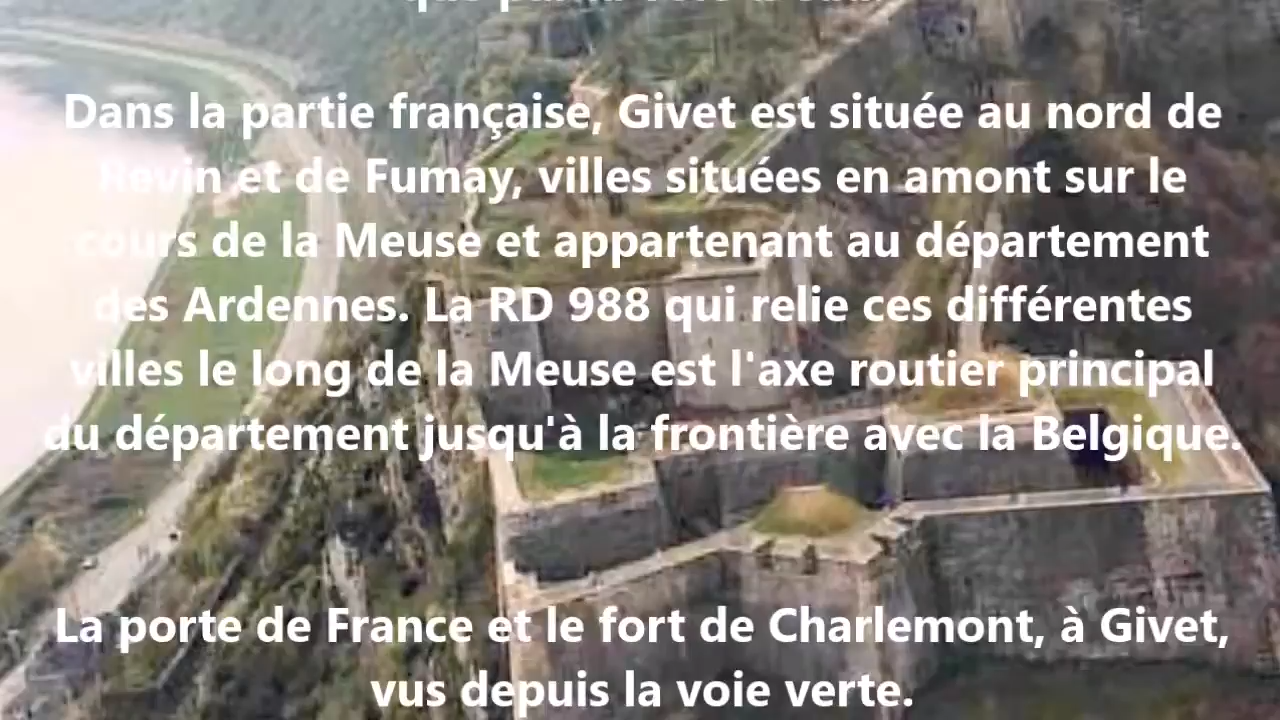 Dans la partie française, Givet est située au nord de
Revin et de Fumay, villes situées en amont sur le
cours de la Meuse et appartenant au département
des Ardennes. La RD 988 qui relie ces différentes
villes le long de la Meuse est l'axe routier principal
du département jusqu'à la frontière avec la Belgique.
La porte de France et le fort de Charlemont, à Givet,
vus depuis la voie verte.